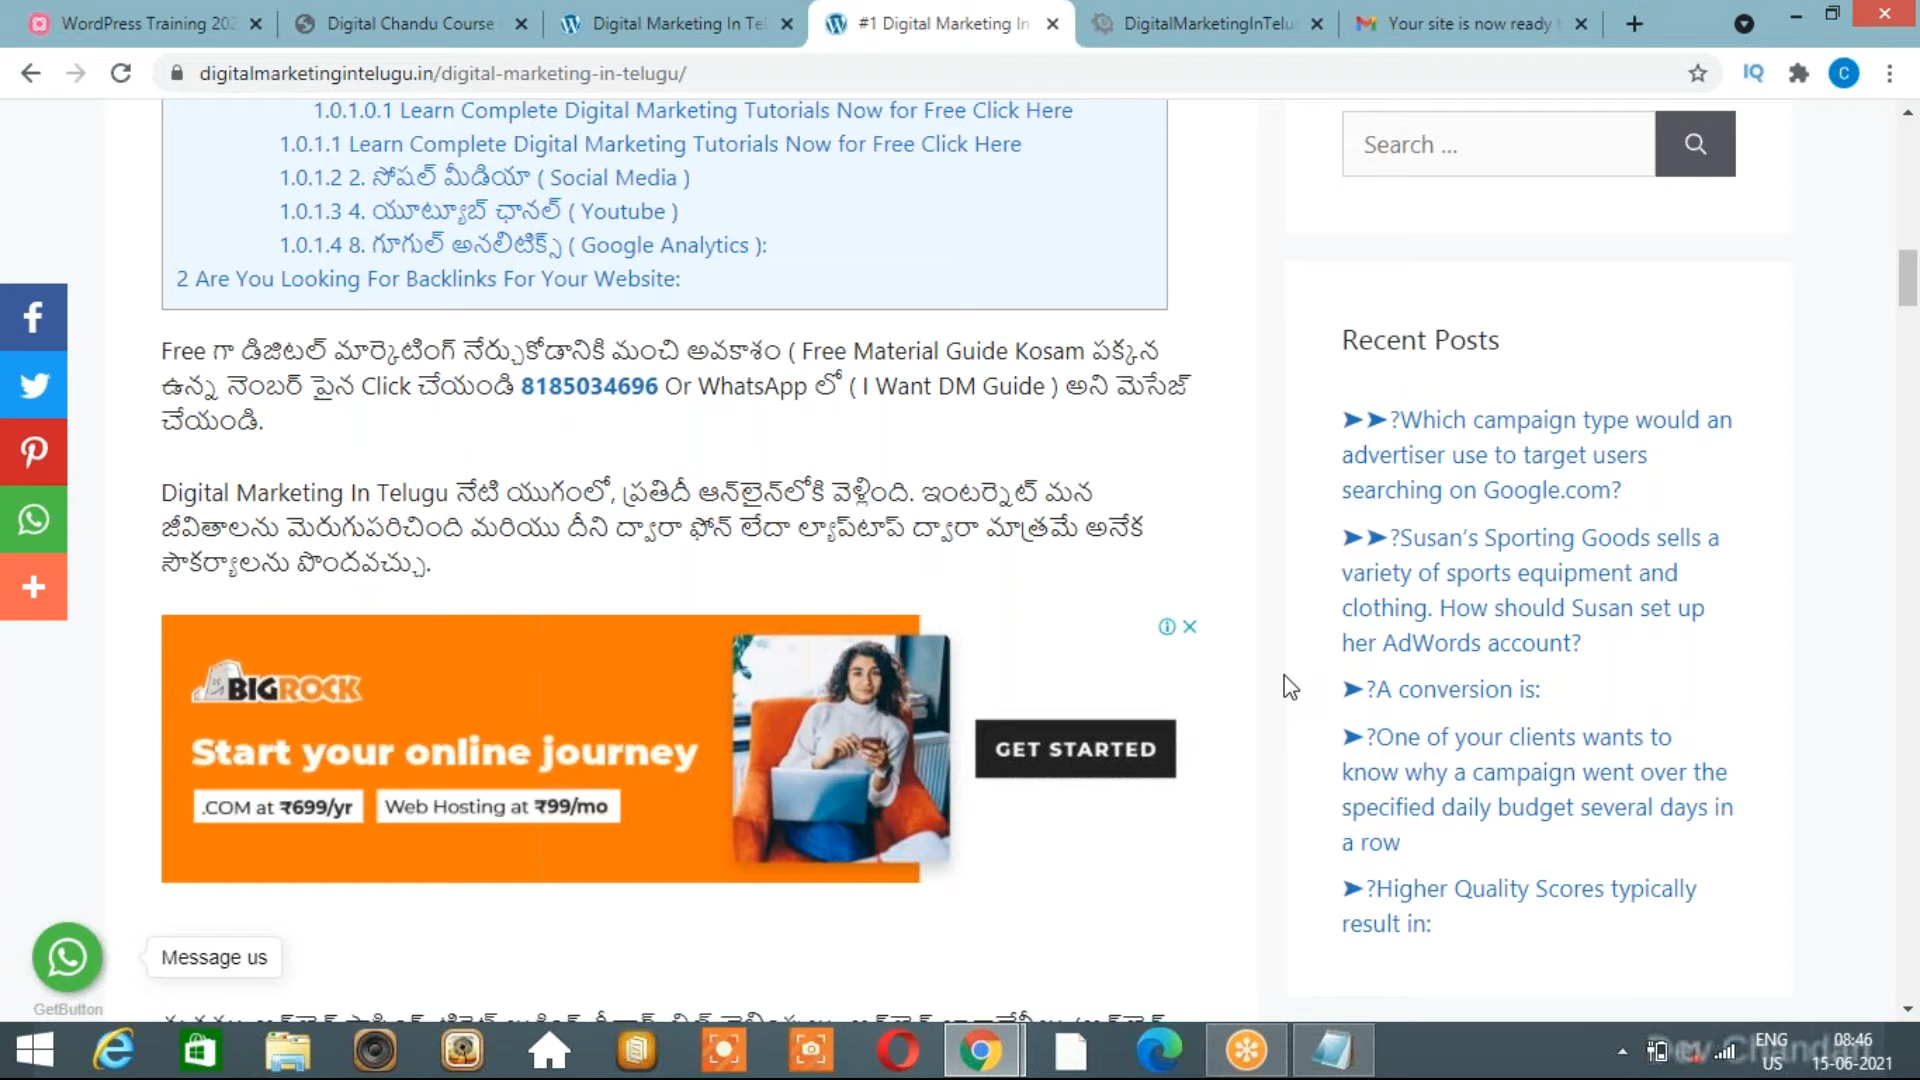 WordPress Training 202
Digital Chandu Course
Digital Marketing In Te
#1 Digital Marketing In
DigitalMarketingInTelu
Your site is now ready
digitalmarketingintelugu.in/digital-marketing-in-telugu/
IQ
C
1.0.1.0.1 Learn Complete Digital Marketing Tutorials Now for Free Click Here
1.0.1.1 Learn Complete Digital Marketing Tutorials Now for Free Click Here
1.0.1.2 2. సోషల్ మీడియా ( Social Media )
1.0.1.3 4. యూట్యూబ్ ఛానల్ ( Youtube )
1.0.1.4 8. గూగుల్ అనలిటిక్స్ ( Google Analytics ):
2 Are You Looking For Backlinks For Your Website:
Free గా డిజిటల్ మార్కెటింగ్ నేర్చుకోడానికి మంచి అవకాశం ( Free Material Guide Kosam పక్కన
ఉన్న నెంబర్ పైన Click చేయండి 8185034696 Or WhatsApp లో ( I Want DM Guide ) అని మెసేజ్
చేయండి.
Digital Marketing In Telugu నేటి యుగంలో, ప్రతిదీ ఆన్‌లైన్‌లోకి వెళ్లింది. ఇంటర్నెట్ మన
జీవితాలను మెరుగుపరిచింది మరియు దీని ద్వారా ఫోన్ లేదా ల్యాప్‌టాప్ ద్వారా మాత్రమే అనేక
సౌకర్యాలను పొందవచ్చు.
BIGROCK
Start your online journey
.COM at ₹699/yr
Web Hosting at ₹99/mo
GET STARTED
Message us
GetButton
Search ...
Recent Posts
➤➤?Which campaign type would an
advertiser use to target users
searching on Google.com?
➤➤?Susan's Sporting Goods sells a
variety of sports equipment and
clothing. How should Susan set up
her AdWords account?
➤?A conversion is:
➤?One of your clients wants to
know why a campaign went over the
specified daily budget several days in
a row
➤?Higher Quality Scores typically
result in:
ENG
US
08:46
15-06-2021